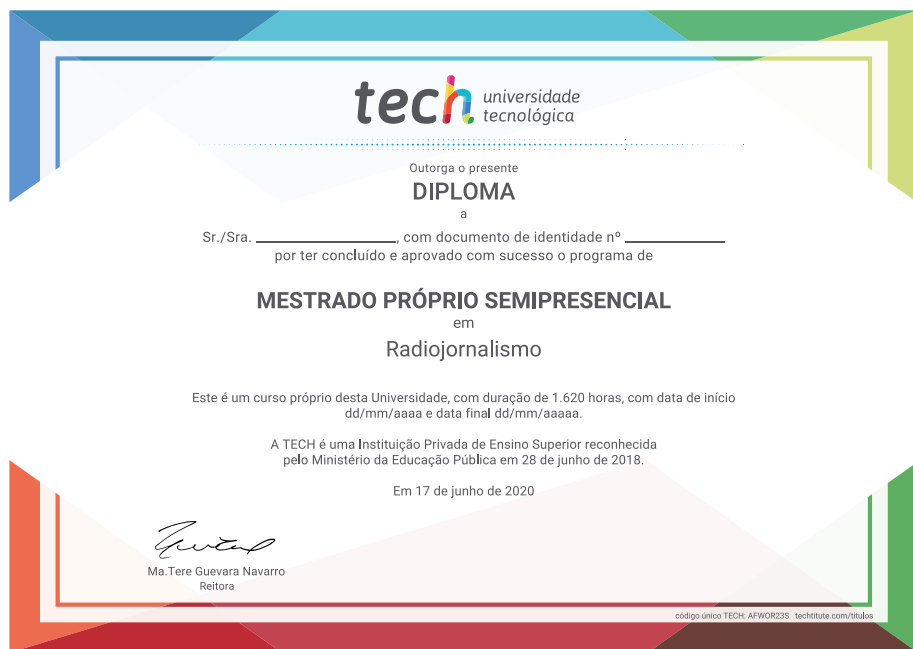 tech universidade
tecnológica
Outorga o presente
DIPLOMA
a
Sr./Sra. ____________________, com documento de identidade nº ______________
por ter concluído e aprovado com sucesso o programa de
MESTRADO PRÓPRIO SEMIPRESENCIAL
em
Radiojornalismo
Este é um curso próprio desta Universidade, com duração de 1.620 horas, com data de início
dd/mm/aaaa e data final dd/mm/aaaaa.
A TECH é uma Instituição Privada de Ensino Superior reconhecida
pelo Ministério da Educação Pública em 28 de junho de 2018.
Em 17 de junho de 2020
Ma.Tere Guevara Navarro
Reitora
código único TECH: AFWOR23S techtitute.com/titulos